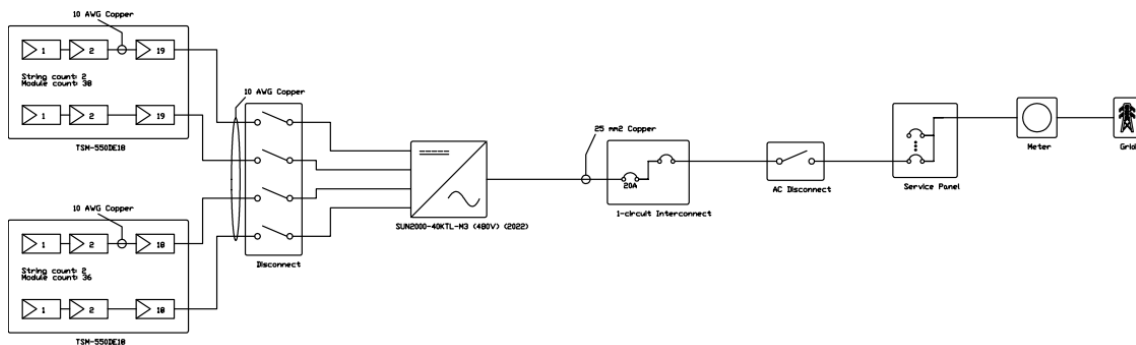 10 AWG Copper
1 2 19
String count: 2
Module count: 38
1 2 19
TSM-550DE18
10 AWG Copper
10 AWG Copper
1 2 18
String count: 2
Module count: 36
1 2 18
TSM-550DE18
Disconnect
SUN2000-40KTL-M3 (480V) (2022)
25 mm2 Copper
20A
1-circuit Interconnect
AC Disconnect
Service Panel
Meter
Grid